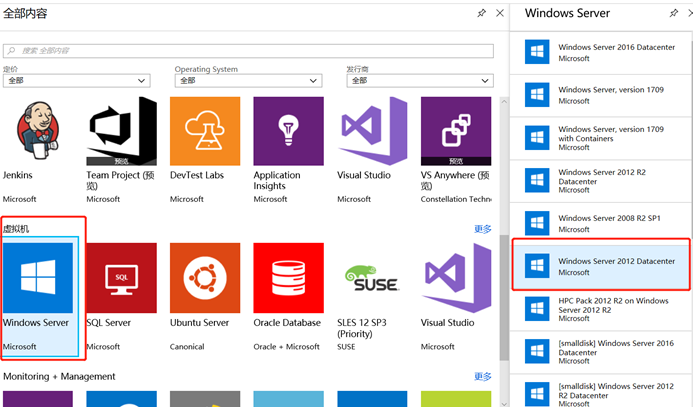 全部内容
搜索 全部内容
定价
Operating System
发行商
全部
全部
全部
预览
预览
Jenkins
Team Project (预
览)
DevTest Labs
Application
Insights
Visual Studio
VS Anywhere (预
览)
Microsoft
Microsoft
Microsoft
Microsoft
Microsoft
Constellation Techn
虚拟机
更多
SQL
SUSE
Windows Server
SQL Server
Ubuntu Server
Oracle Database
SLES 12 SP3
(Priority)
Visual Studio
Microsoft
Microsoft
Canonical
Oracle + Microsoft
SUSE
Microsoft
Monitoring + Management
更多
Windows Server
Windows Server 2016 Datacenter
Microsoft
Windows Server, version 1709
Microsoft
Windows Server, version 1709
with Containers
Microsoft
Windows Server 2012 R2
Datacenter
Microsoft
Windows Server 2008 R2 SP1
Microsoft
Windows Server 2012 Datacenter
Microsoft
HPC Pack 2012 R2 on Windows
Server 2012 R2
Microsoft
[smalldisk] Windows Server 2016
Datacenter
Microsoft
[smalldisk] Windows Server 2012
R2 Datacenter
Microsoft